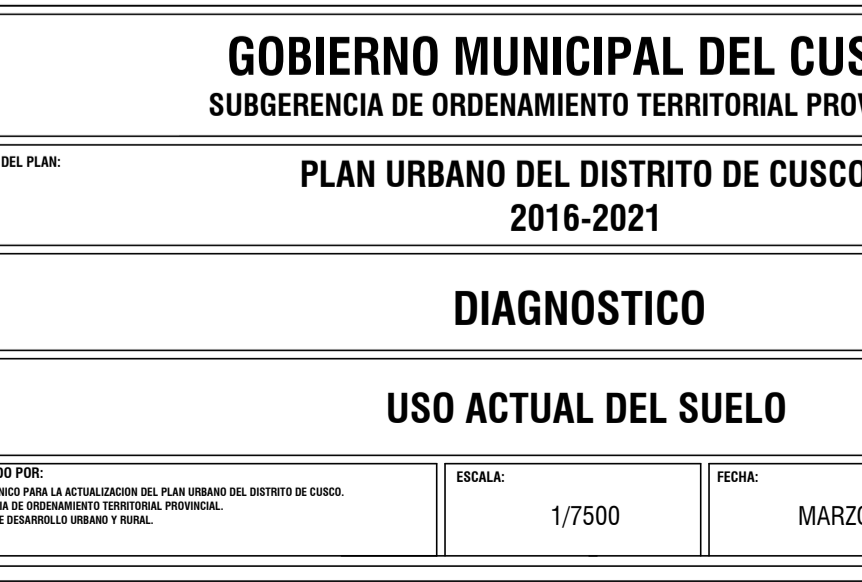 GOBIERNO MUNICIPAL DEL CUS
SUBGERENCIA DE ORDENAMIENTO TERRITORIAL PROV
DEL PLAN:
PLAN URBANO DEL DISTRITO DE CUSCO
2016-2021
DIAGNOSTICO
USO ACTUAL DEL SUELO
DO POR:
NICO PARA LA ACTUALIZACION DEL PLAN URBANO DEL DISTRITO DE CUSCO.
IA DE ORDENAMIENTO TERRITORIAL PROVINCIAL.
E DESARROLLO URBANO Y RURAL.
ESCALA:
1/7500
FECHA:
MARZO